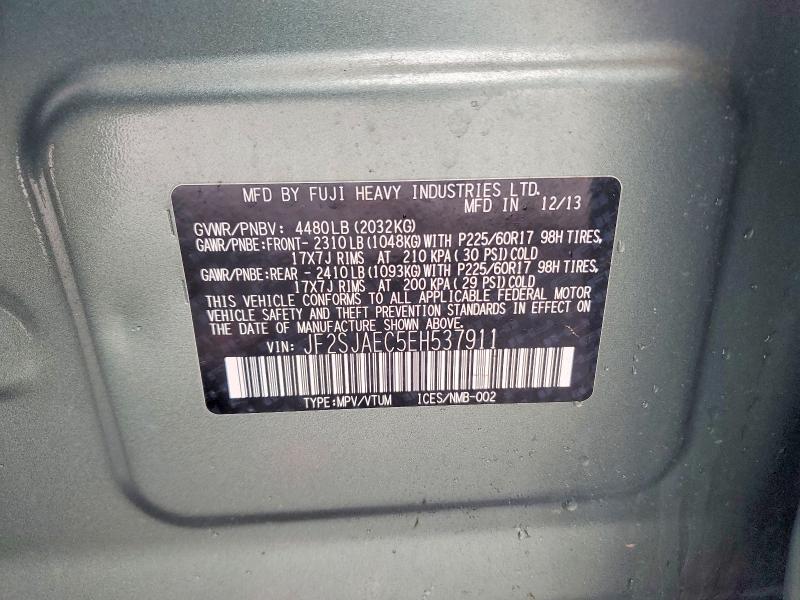 MFD BY FUJI HEAVY INDUSTRIES LTD.
MFD IN 12/13
GVWR/PNBV: 4480LB (2032KG)
GAWR/PNBE:FRONT- 2310LB (1048KG) WITH P225/60R17 98H TIRES,
17X7J RIMS AT 210 KPA ( 30 PSI) COLD
GAWR/PNBE:REAR - 2410LB (1093KG) WITH P225/60R17 98H TIRES,
17X7J RIMS AT 200 KPA ( 29 PSI) COLD
THIS VEHICLE CONFORMS TO ALL APPLICABLE FEDERAL MOTOR
VEHICLE SAFETY AND THEFT PREVENTION STANDARDS IN EFFECT ON
THE DATE OF MANUFACTURE SHOWN ABOVE.
VIN: JF2SJAEC5EH537911
TYPE:MPV/VTUM ICES/NMB-002